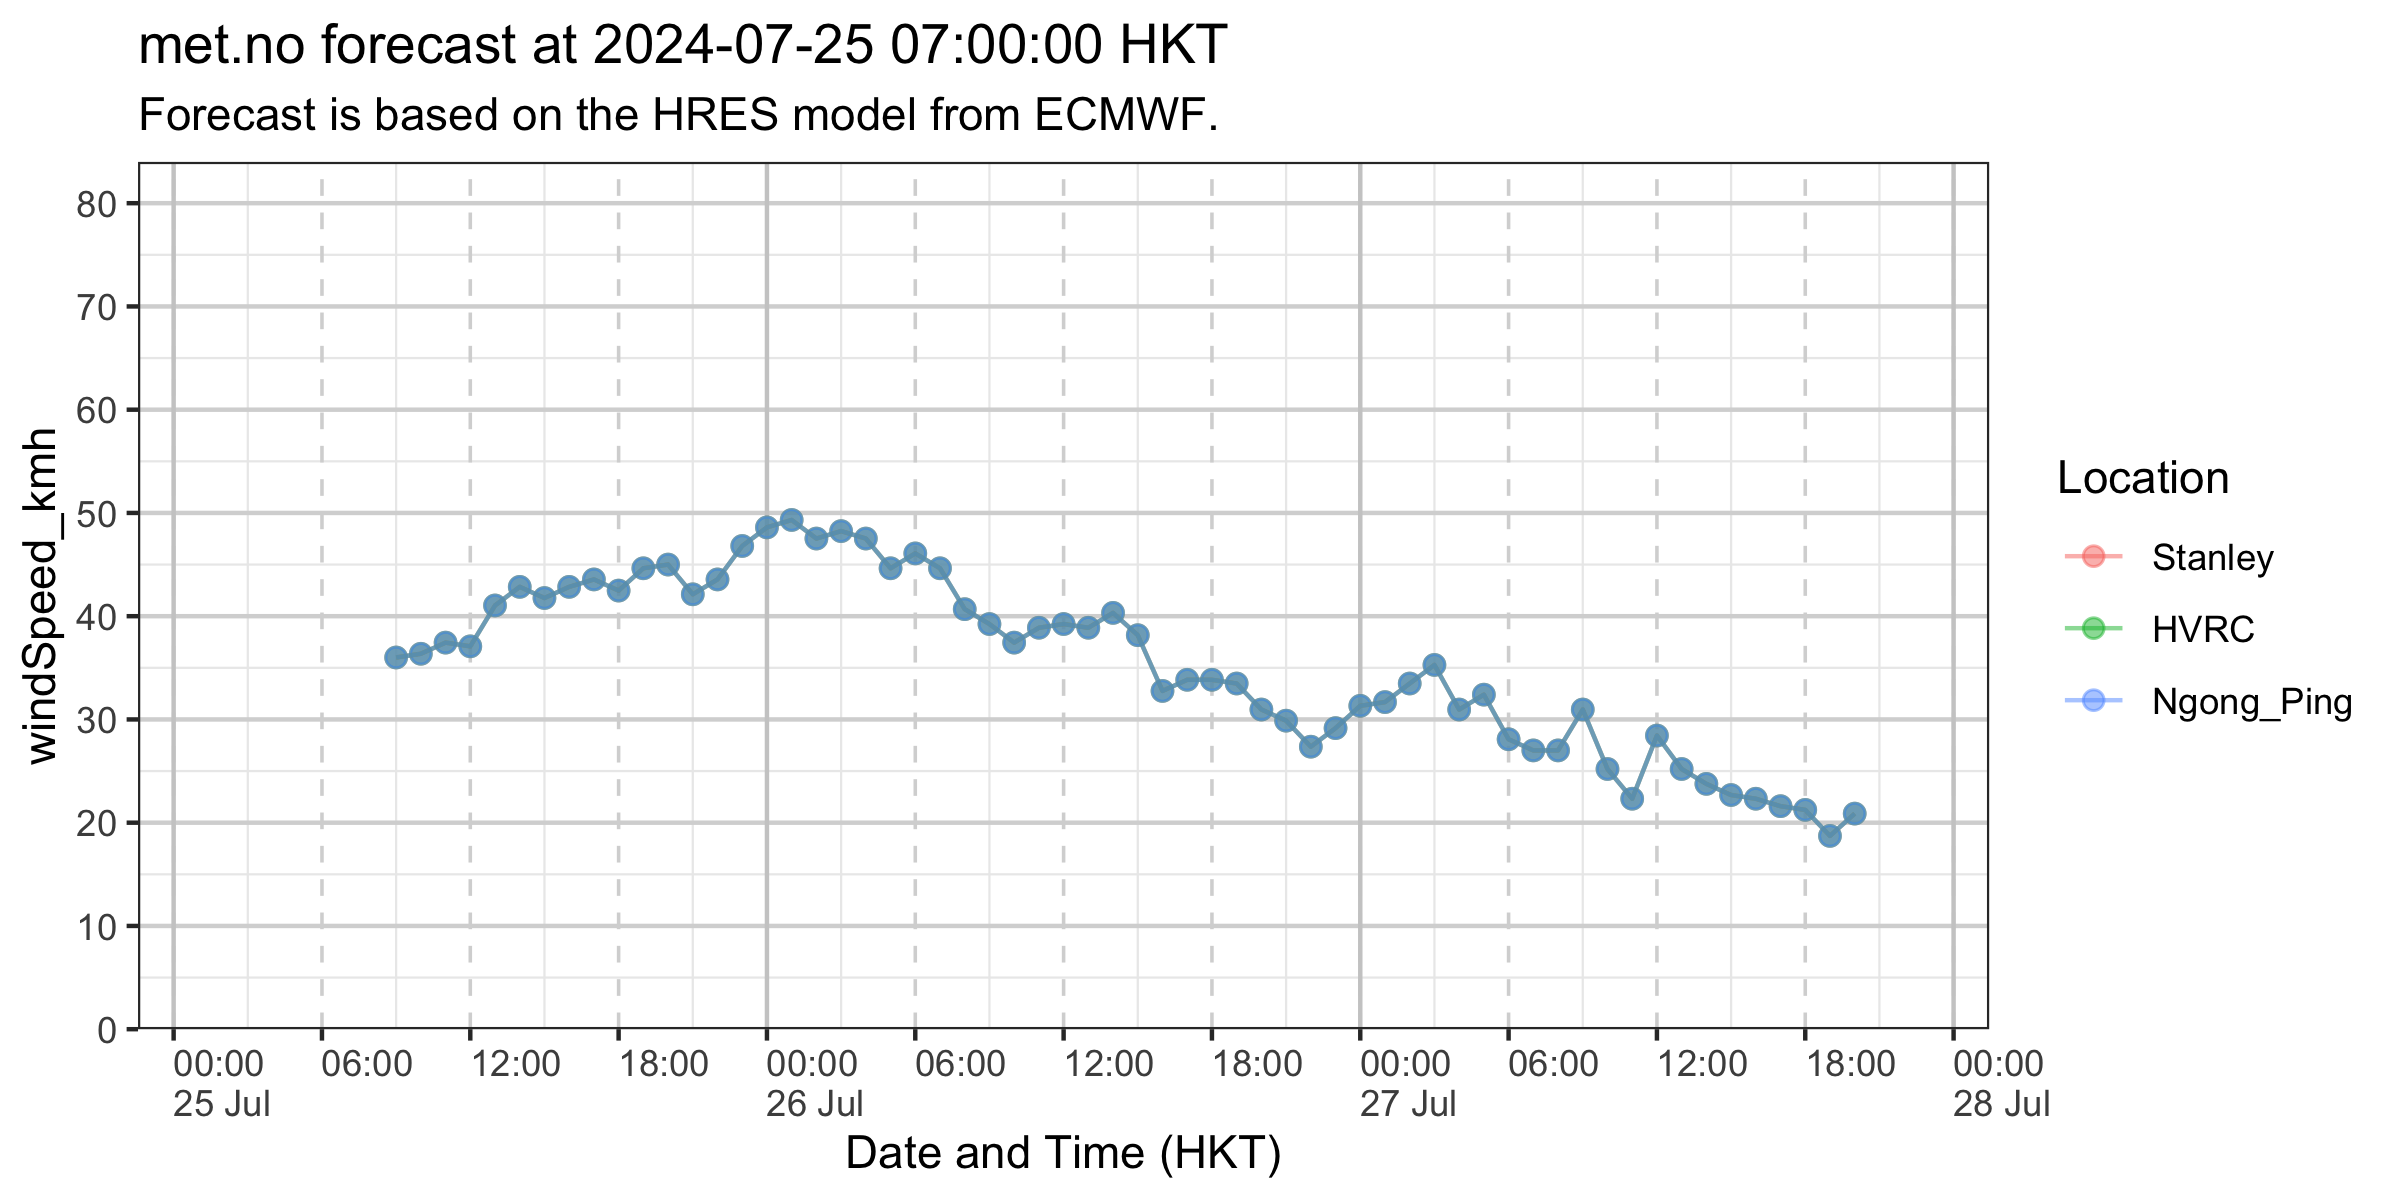 met.no forecast at 2024-07-25 07:00:00 HKT
Forecast is based on the HRES model from ECMWF.
windSpeed_kmh
80
70
60
50
40
30
20
10
0
00:00 06:00 12:00 18:00 00:00 06:00 12:00 18:00 00:00 06:00 12:00 18:00 00:00
25 Jul 26 Jul 27 Jul 28 Jul
Date and Time (HKT)
Location
Stanley
HVRC
Ngong_Ping